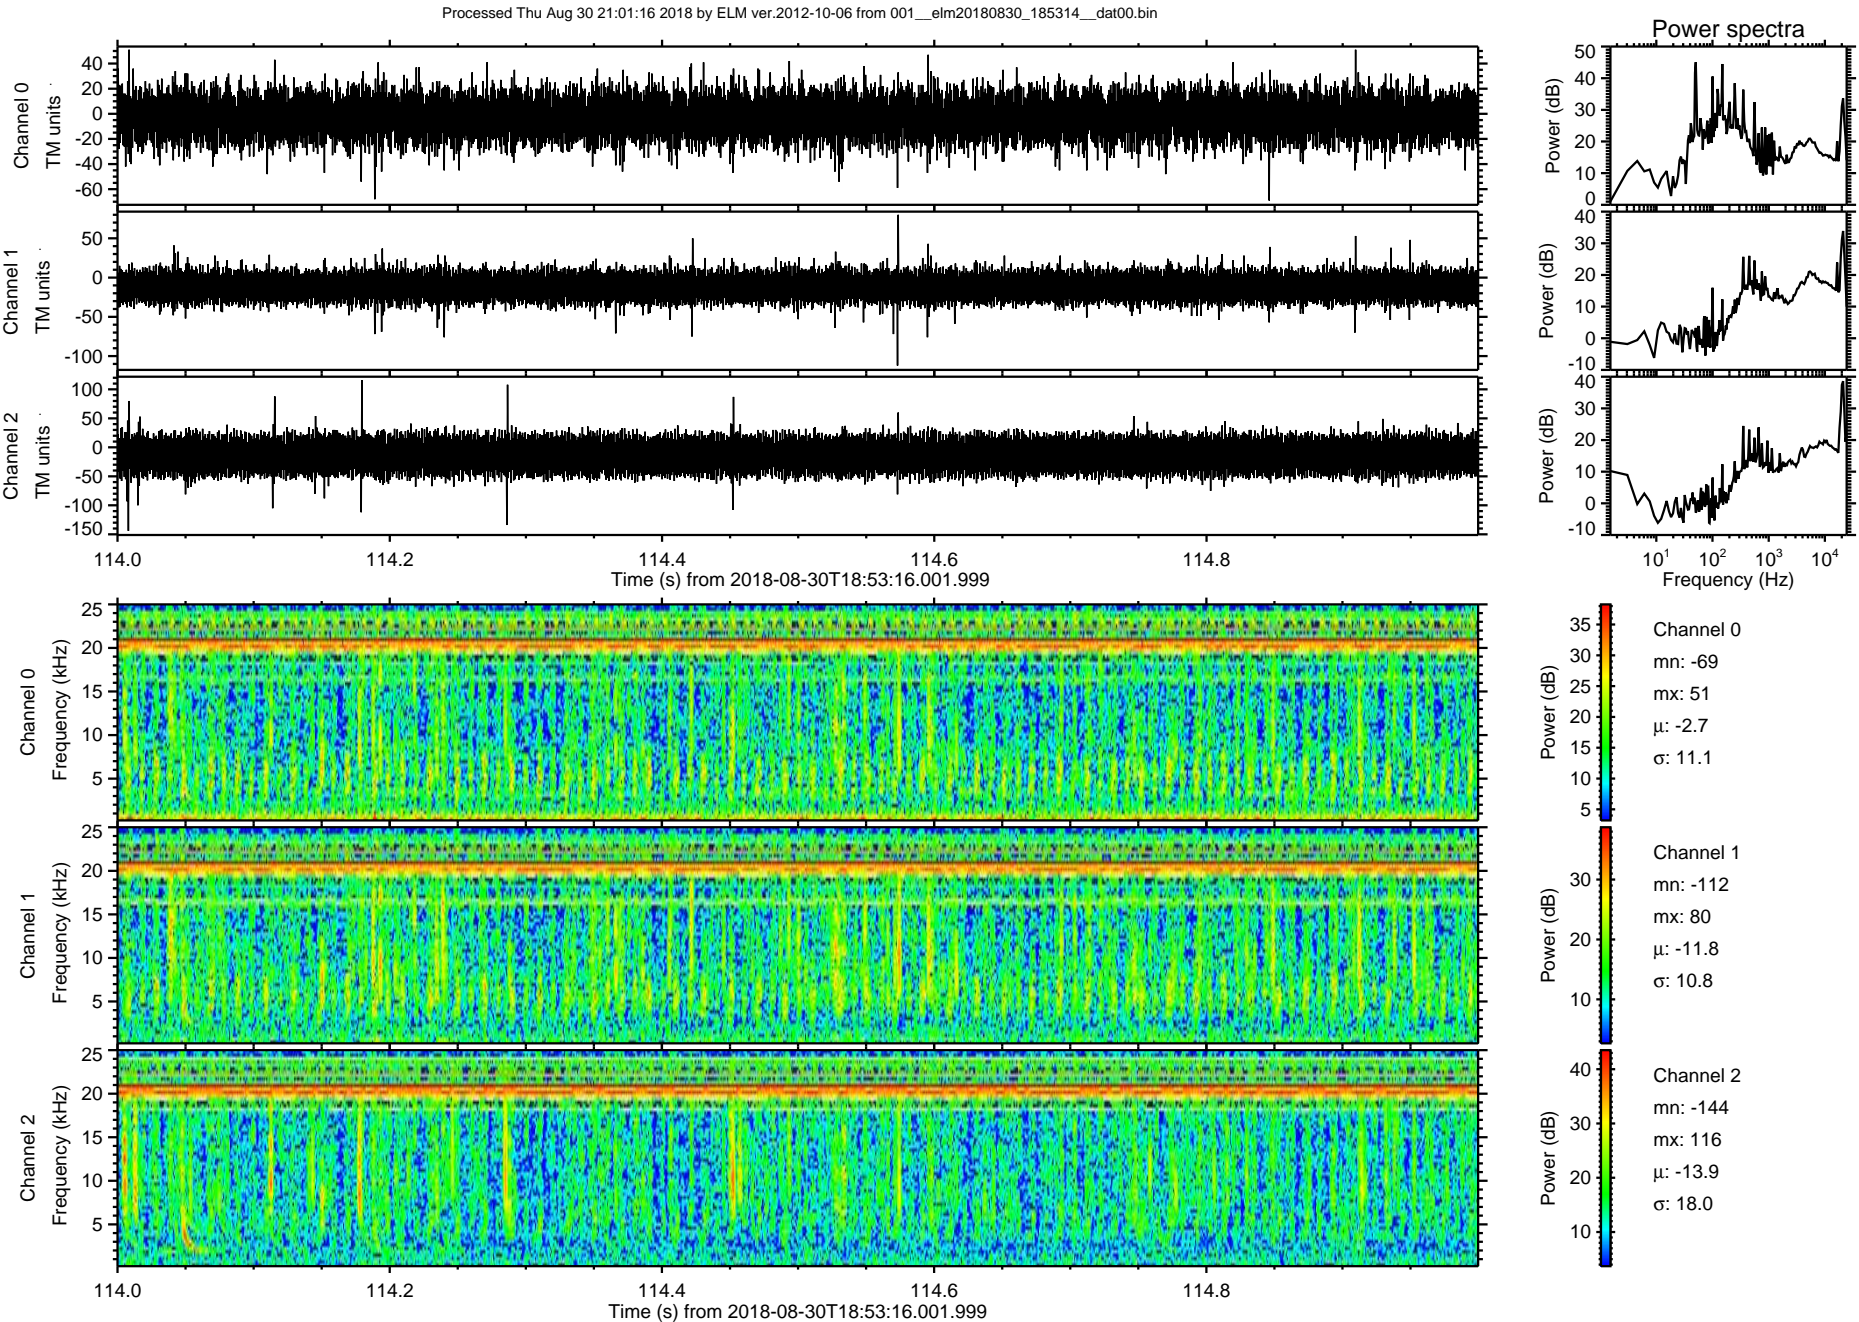 Processed Thu Aug 30 21:01:16 2018 by ELM ver.2012-10-06 from 001__elm20180830_185314__dat00.bin
Power spectra
Channel 0
TM units
40
20
0
-20
-40
-60
Power (dB)
50
40
30
20
10
0
Channel 1
TM units
50
0
-50
-100
Power (dB)
40
30
20
10
0
-10
Channel 2
TM units
100
50
0
-50
-100
-150
Power (dB)
40
30
20
10
0
-10
114.0 114.2 114.4 114.6 114.8
Time (s) from 2018-08-30T18:53:16.001.999
10¹ 10² 10³ 10⁴
Frequency (Hz)
Channel 0
Frequency (kHz)
25
20
15
10
5
Power (dB)
35
30
25
20
15
10
5
Channel 0
mn: -69
mx: 51
µ: -2.7
σ: 11.1
Channel 1
Frequency (kHz)
25
20
15
10
5
Power (dB)
30
20
10
Channel 1
mn: -112
mx: 80
µ: -11.8
σ: 10.8
Channel 2
Frequency (kHz)
25
20
15
10
5
Power (dB)
40
30
20
10
Channel 2
mn: -144
mx: 116
µ: -13.9
σ: 18.0
114.0 114.2 114.4 114.6 114.8
Time (s) from 2018-08-30T18:53:16.001.999